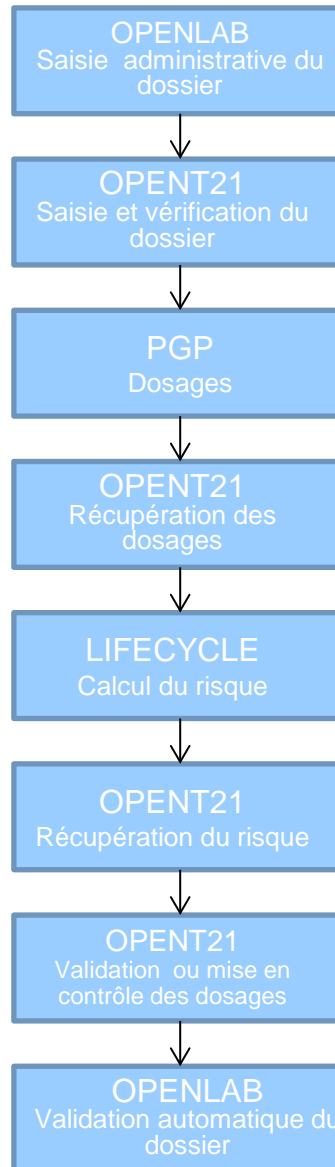 OPENLAB
Saisie administrative du
dossier
OPENT21
Saisie et vérification du
dossier
PGP
Dosages
OPENT21
Récupération des
dosages
LIFECYCLE
Calcul du risque
OPENT21
Récupération du risque
OPENT21
Validation ou mise en
contrôle des dosages
OPENLAB
Validation automatique du
dossier